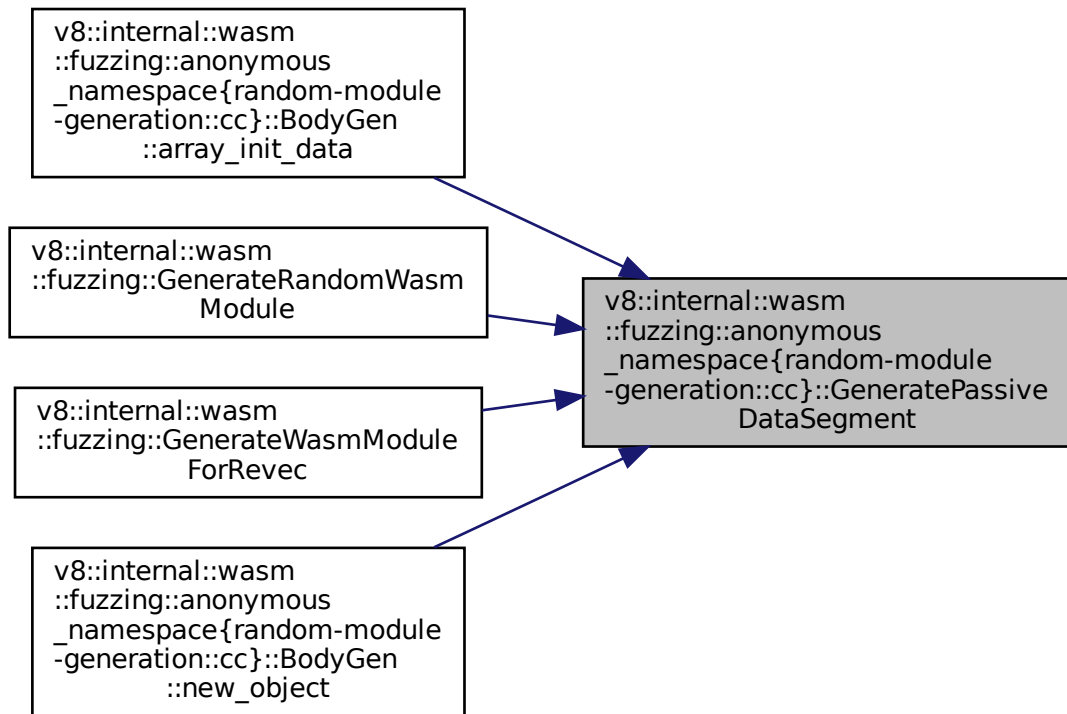 v8::internal::wasm
::fuzzing::anonymous
_namespace{random-module
-generation::cc}::BodyGen
::array_init_data
v8::internal::wasm
::fuzzing::GenerateRandomWasm
Module
v8::internal::wasm
::fuzzing::GenerateWasmModule
ForRevec
v8::internal::wasm
::fuzzing::anonymous
_namespace{random-module
-generation::cc}::BodyGen
::new_object
v8::internal::wasm
::fuzzing::anonymous
_namespace{random-module
-generation::cc}::GeneratePassive
DataSegment